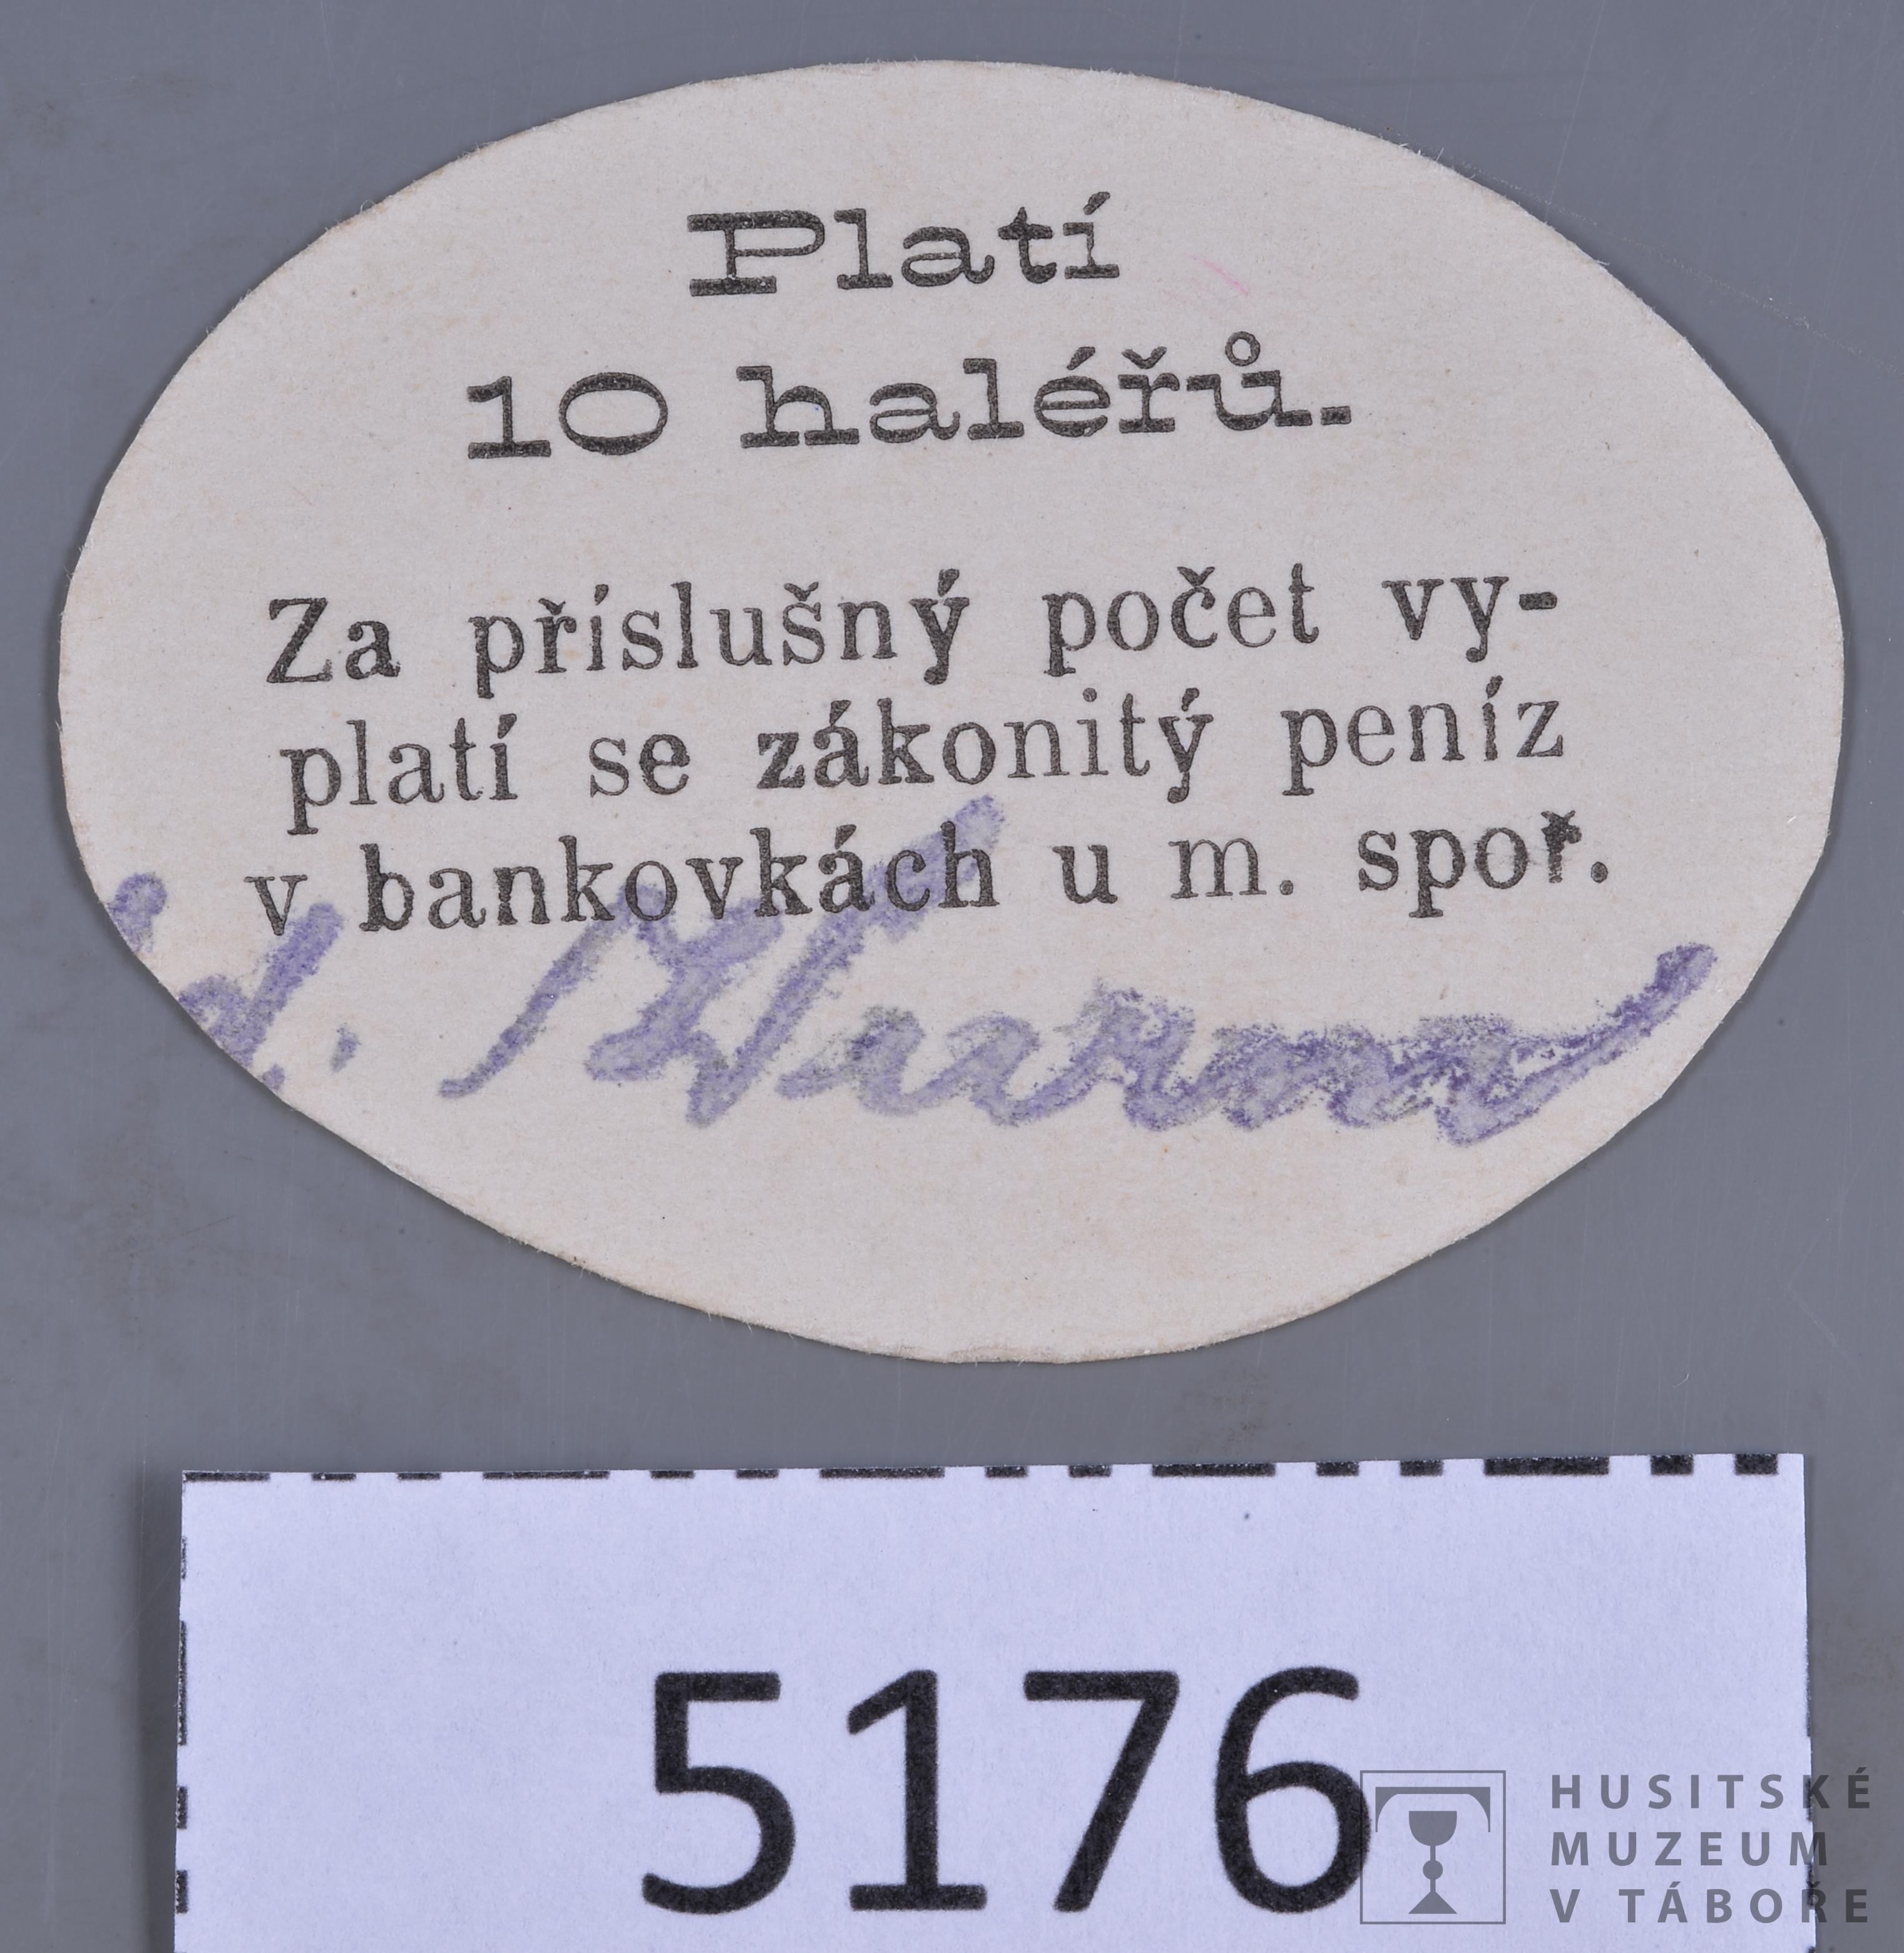 Platí
10 haléřů.
Za příslušný počet vy-
platí se zákonitý peníz
v bankovkách u m. spoř.
5176
HUSITSKÉ
MUZEUM
V TÁBOŘE